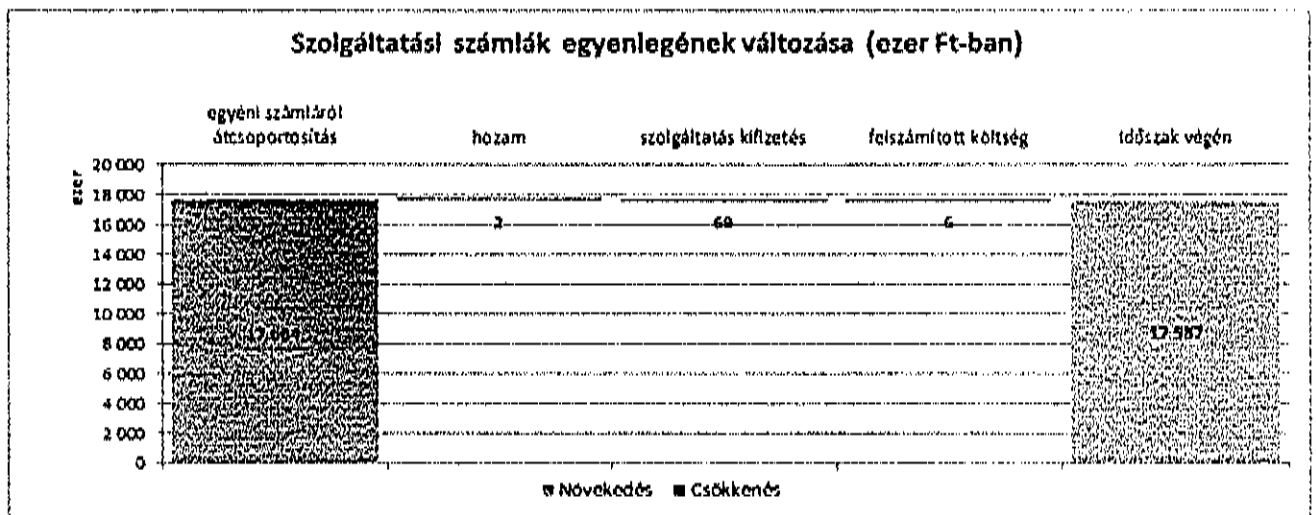 Szolgáltatási számlák egyenlegének változása (ezer Ft-ban)
egyéni számláról
átcsoportosítás
hozam
szolgáltatás kifizetés
felszámított költség
időszak végén
ezer
20 000
18 000
16 000
14 000
12 000
10 000
8 000
6 000
4 000
2 000
0
2
69
6
17 587
Növekedés
Csökkenés